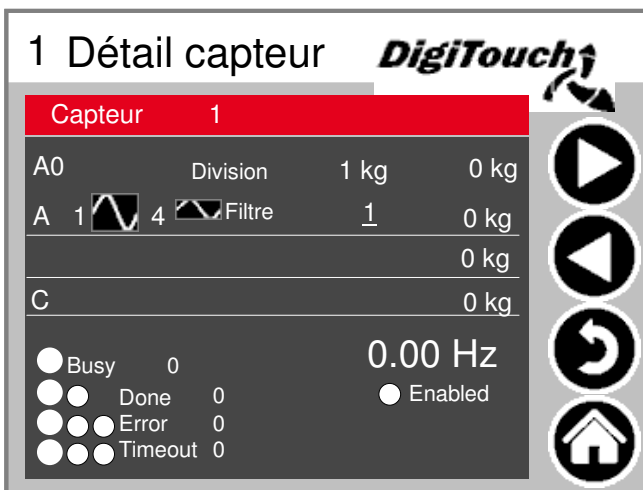 1 Détail capteur DigiTouch
Capteur 1
A0 Division 1 kg 0 kg
A 1 4 Filtre 1 0 kg
0 kg
C 0 kg
Busy 0 0.00 Hz
Done 0 Enabled
Error 0
Timeout 0